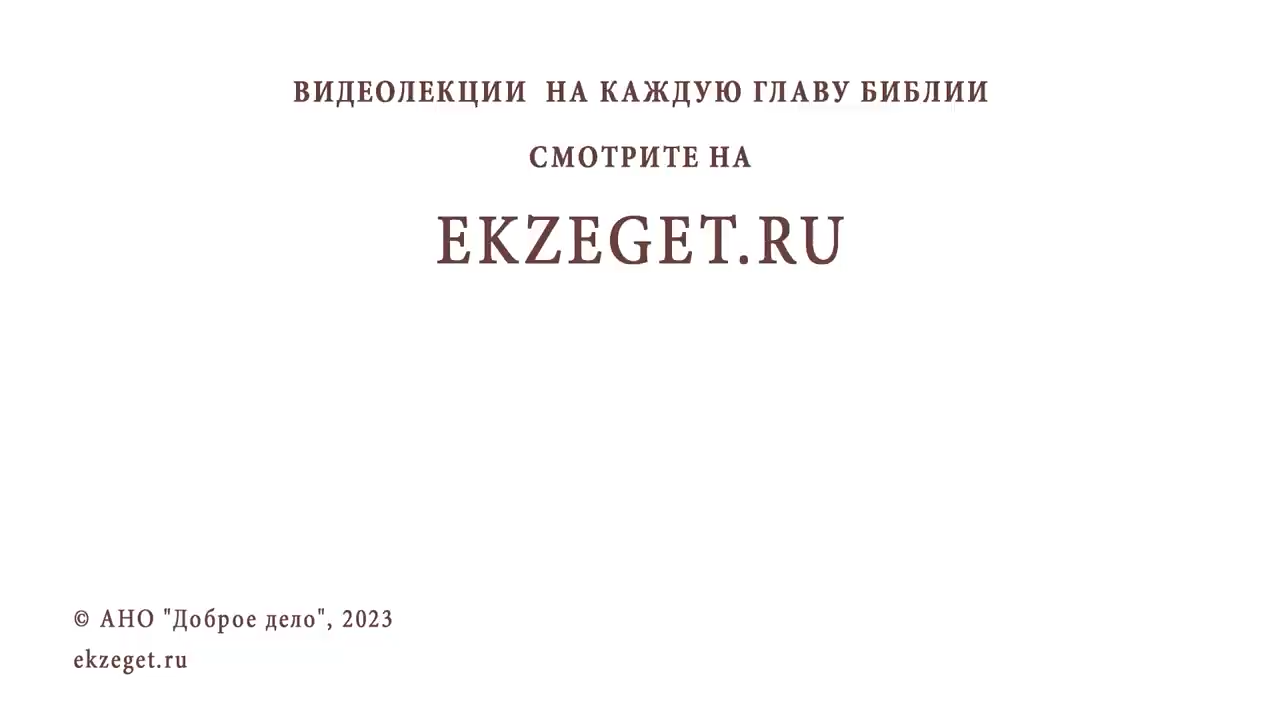 ВИДЕОЛЕКЦИИ НА КАЖДУЮ ГЛАВУ БИБЛИИ
СМОТРИТЕ НА
EKZEGET.RU
© АНО "Доброе дело", 2023
ekzeget.ru